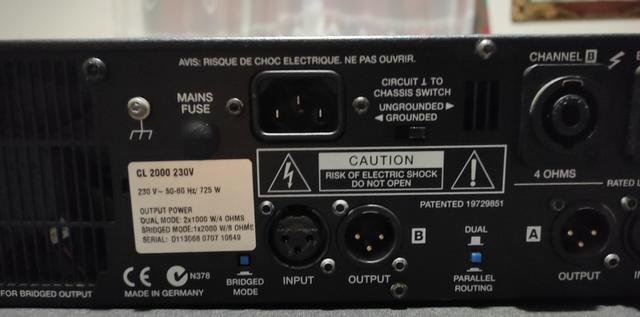 AVIS: RISQUE DE CHOC ELECTRIQUE. NE PAS OUVRIR.
CHANNEL B
MAINS
FUSE
CIRCUIT ⊥ TO
CHASSIS SWITCH
UNGROUNDED ►
◄ GROUNDED
CL 2000 230V
230 V~ 50-60 Hz/ 725 W
OUTPUT POWER
DUAL MODE: 2x1000 W/4 OHMS
BRIDGED MODE:1x2000 W/8 OHMS
SERIAL: D113068 0707 10649
CAUTION
RISK OF ELECTRIC SHOCK
DO NOT OPEN
4 OHMS
RATED
PATENTED 19729851
B
DUAL
A
CE
N378
MADE IN GERMANY
BRIDGED
MODE
INPUT
OUTPUT
PARALLEL
ROUTING
OUTPUT
FOR BRIDGED OUTPUT